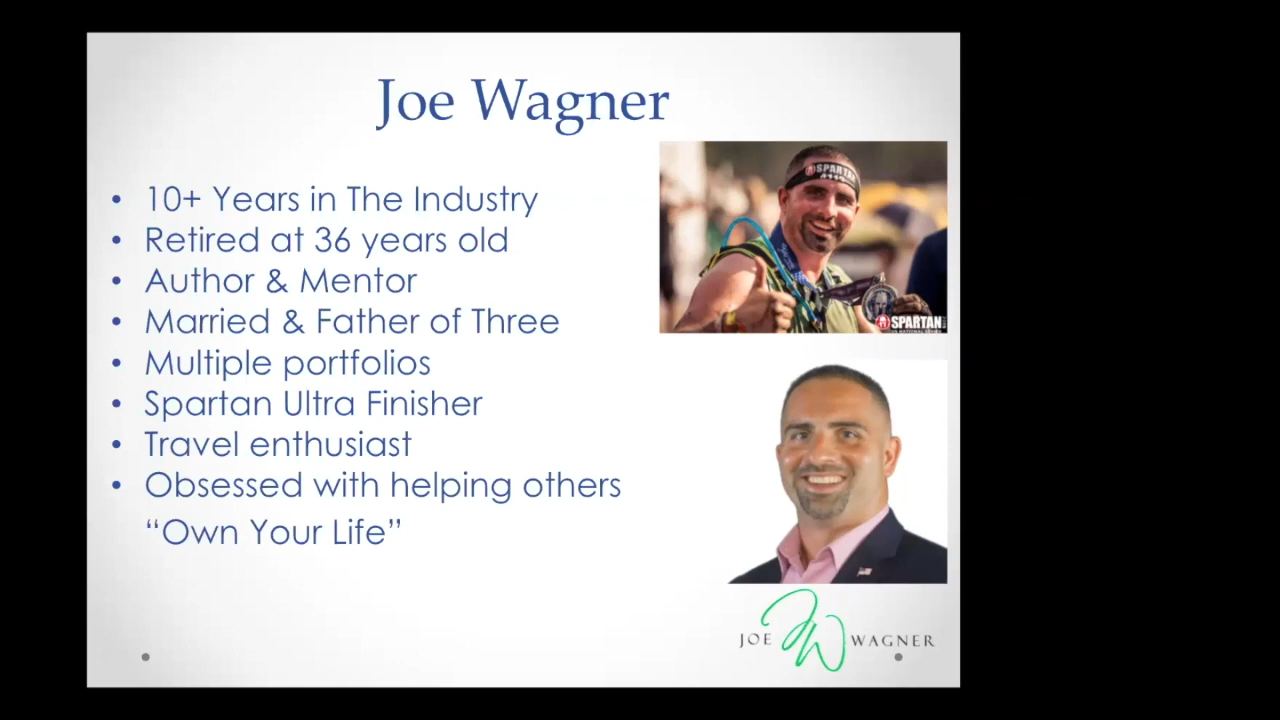 Joe Wagner
• 10+ Years in The Industry
• Retired at 36 years old
• Author & Mentor
• Married & Father of Three
• Multiple portfolios
• Spartan Ultra Finisher
• Travel enthusiast
• Obsessed with helping others
“Own Your Life”
SPARTAN
SPARTAN
JOE JW WAGNER